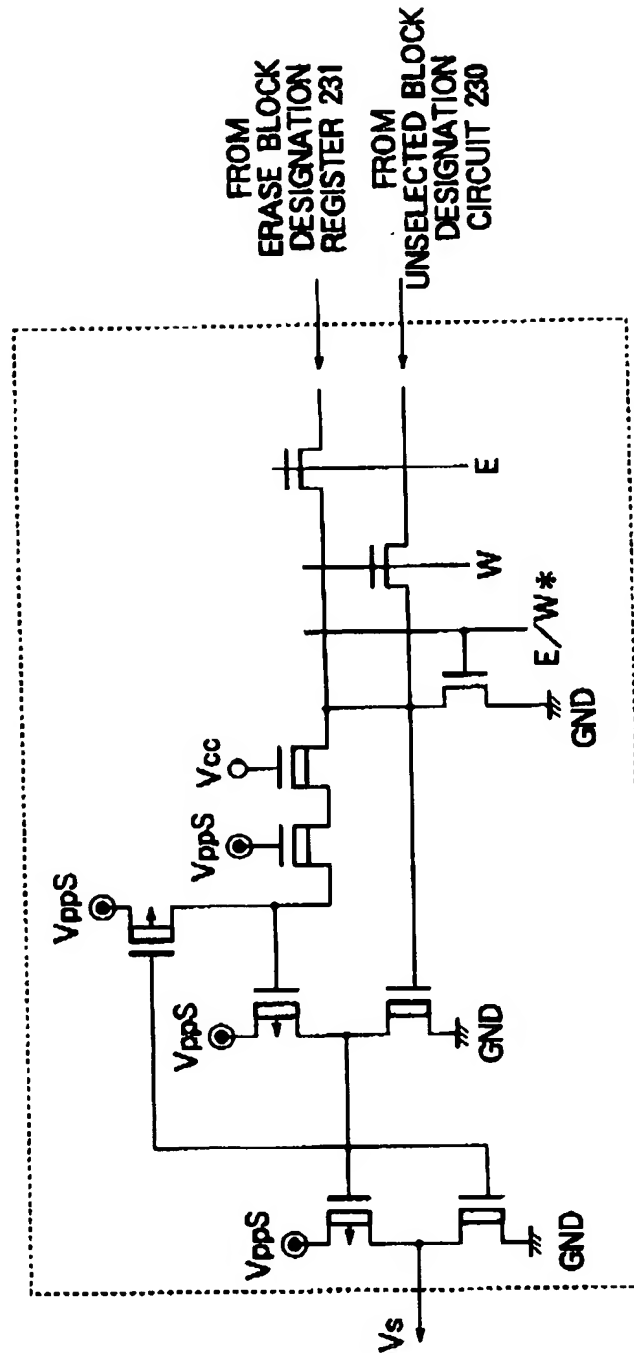 FROM
ERASE BLOCK
DESIGNATION
REGISTER 231
FROM
UNSELECTED BLOCK
DESIGNATION
CIRCUIT 230
VppS
VppS
Vcc
VppS
VppS
E
W
E/W*
GND
GND
GND
Vs